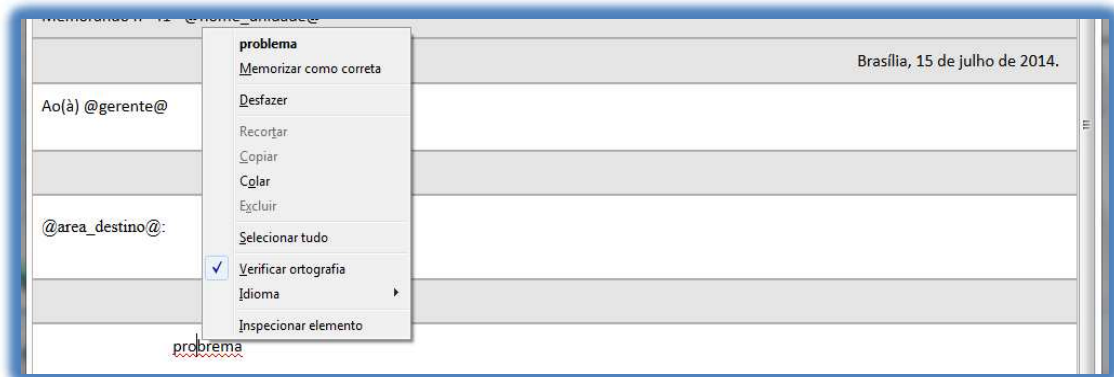 problema
Memorizar como correta
Brasília, 15 de julho de 2014.
Desfazer
Ao(à) @gerente@
Recortar
Copiar
Colar
Excluir
@area_destino@:
Selecionar tudo
Verificar ortografia
Idioma
Inspecionar elemento
probrema